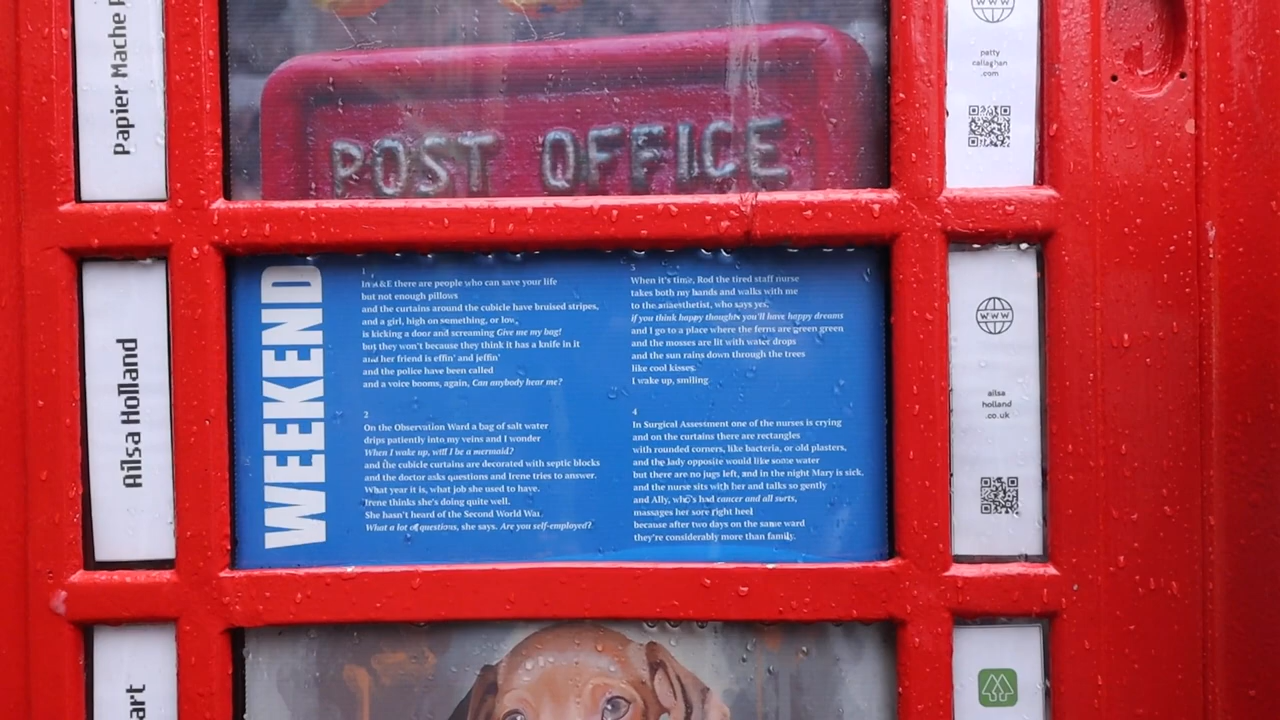 Papier Mache
POST OFFICE
patty
callaghan
.com
Ailsa Holland
WEEKEND
1
In A&E there are people who can save your life
but not enough pillows
and the curtains around the cubicle have bruised stripes,
and a girl, high on something, or low,
is kicking a door and screaming Give me my bag!
but they won't because they think it has a knife in it
and her friend is effin' and jeffin'
and the police have been called
and a voice booms, again, Can anybody hear me?
2
On the Observation Ward a bag of salt water
drips patiently into my veins and I wonder
When I wake up, will I be a mermaid?
and the cubicle curtains are decorated with septic blocks
and the doctor asks questions and Irene tries to answer.
What year it is, what job she used to have.
Irene thinks she's doing quite well.
She hasn't heard of the Second World War.
What a lot of questions, she says. Are you self-employed?
3
When it's time, Rod the tired staff nurse
takes both my hands and walks with me
to the anaesthetist, who says yes,
if you think happy thoughts you'll have happy dreams
and I go to a place where the ferns are green green
and the mosses are lit with water drops
and the sun rains down through the trees
like cool kisses.
I wake up, smiling.
4
In Surgical Assessment one of the nurses is crying
and on the curtains there are rectangles
with rounded corners, like bacteria, or old plasters,
and the lady opposite would like some water
but there are no jugs left, and in the night Mary is sick,
and the nurse sits with her and talks so gently
and Ally, who's had cancer and all sorts,
massages her sore right heel
because after two days on the same ward
they're considerably more than family.
www
ailsa
holland
.co.uk
art